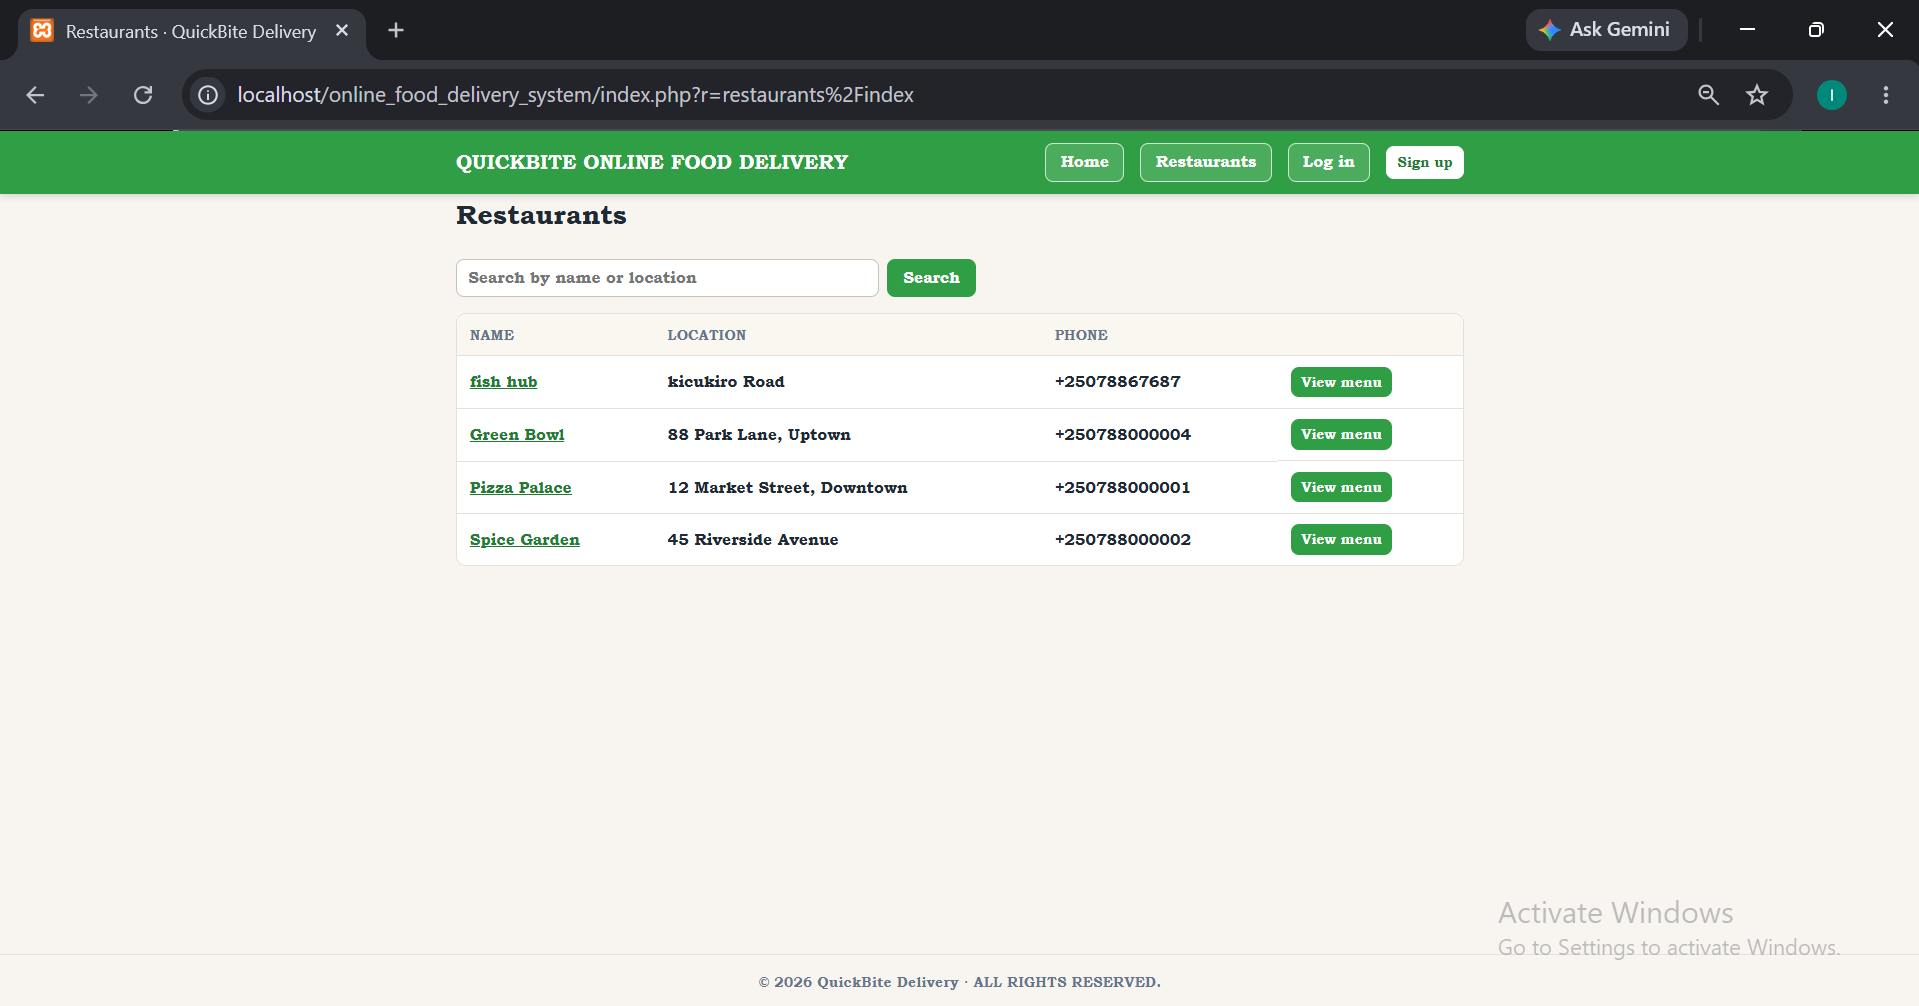 Restaurants · QuickBite Delivery
Ask Gemini
localhost/online_food_delivery_system/index.php?r=restaurants%2Findex
I
QUICKBITE ONLINE FOOD DELIVERY Home Restaurants Log in Sign up
Restaurants
Search by name or location Search
NAME LOCATION PHONE
fish hub kicukiro Road +25078867687 View menu
Green Bowl 88 Park Lane, Uptown +250788000004 View menu
Pizza Palace 12 Market Street, Downtown +250788000001 View menu
Spice Garden 45 Riverside Avenue +250788000002 View menu
Activate Windows
Go to Settings to activate Windows.
© 2026 QuickBite Delivery · ALL RIGHTS RESERVED.